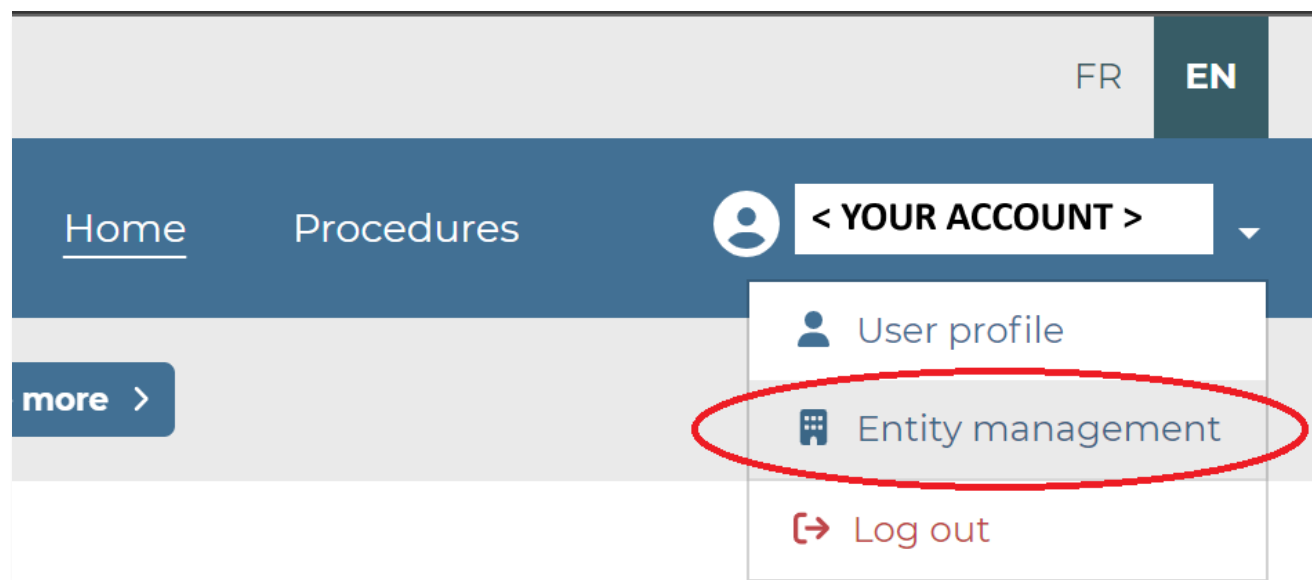 FR EN
Home Procedures < YOUR ACCOUNT >
User profile
more >
Entity management
Log out